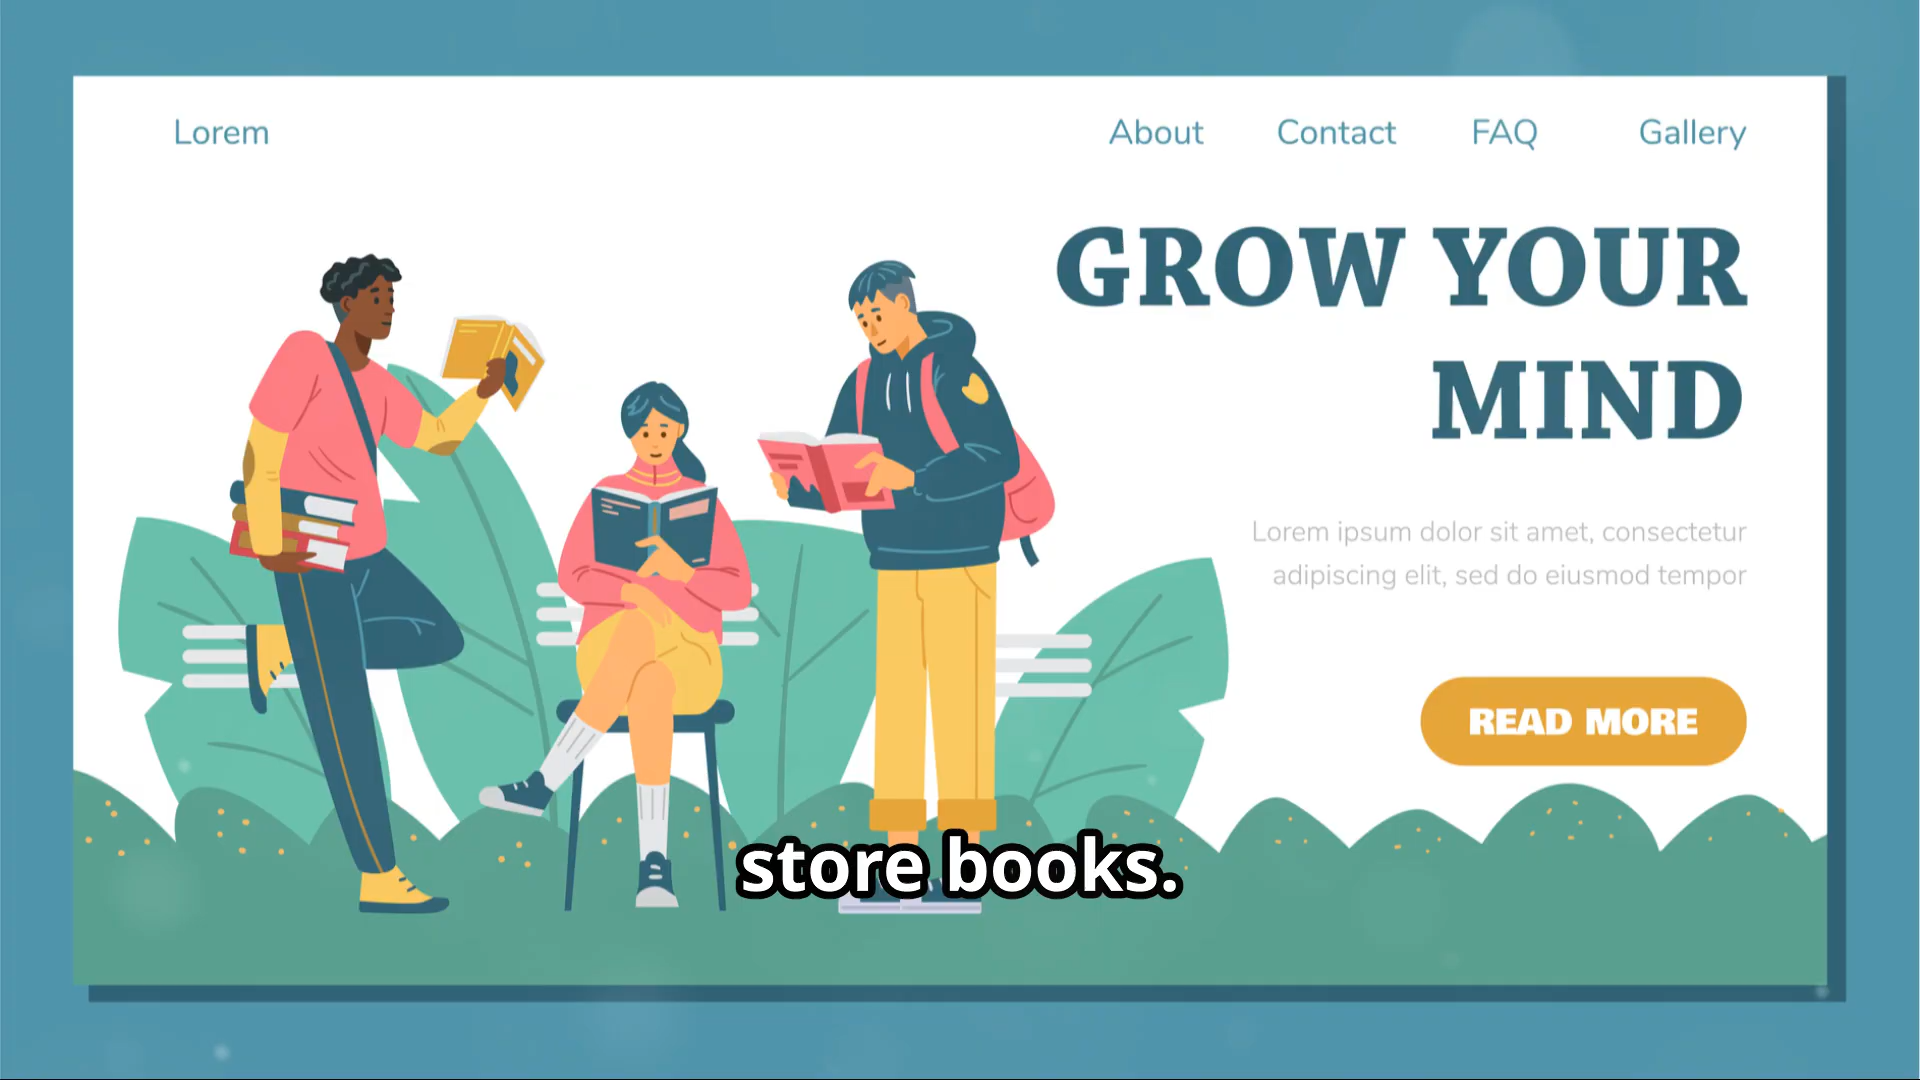 Lorem
About Contact FAQ Gallery
GROW YOUR
MIND
Lorem ipsum dolor sit amet, consectetur
adipiscing elit, sed do eiusmod tempor
READ MORE
store books.